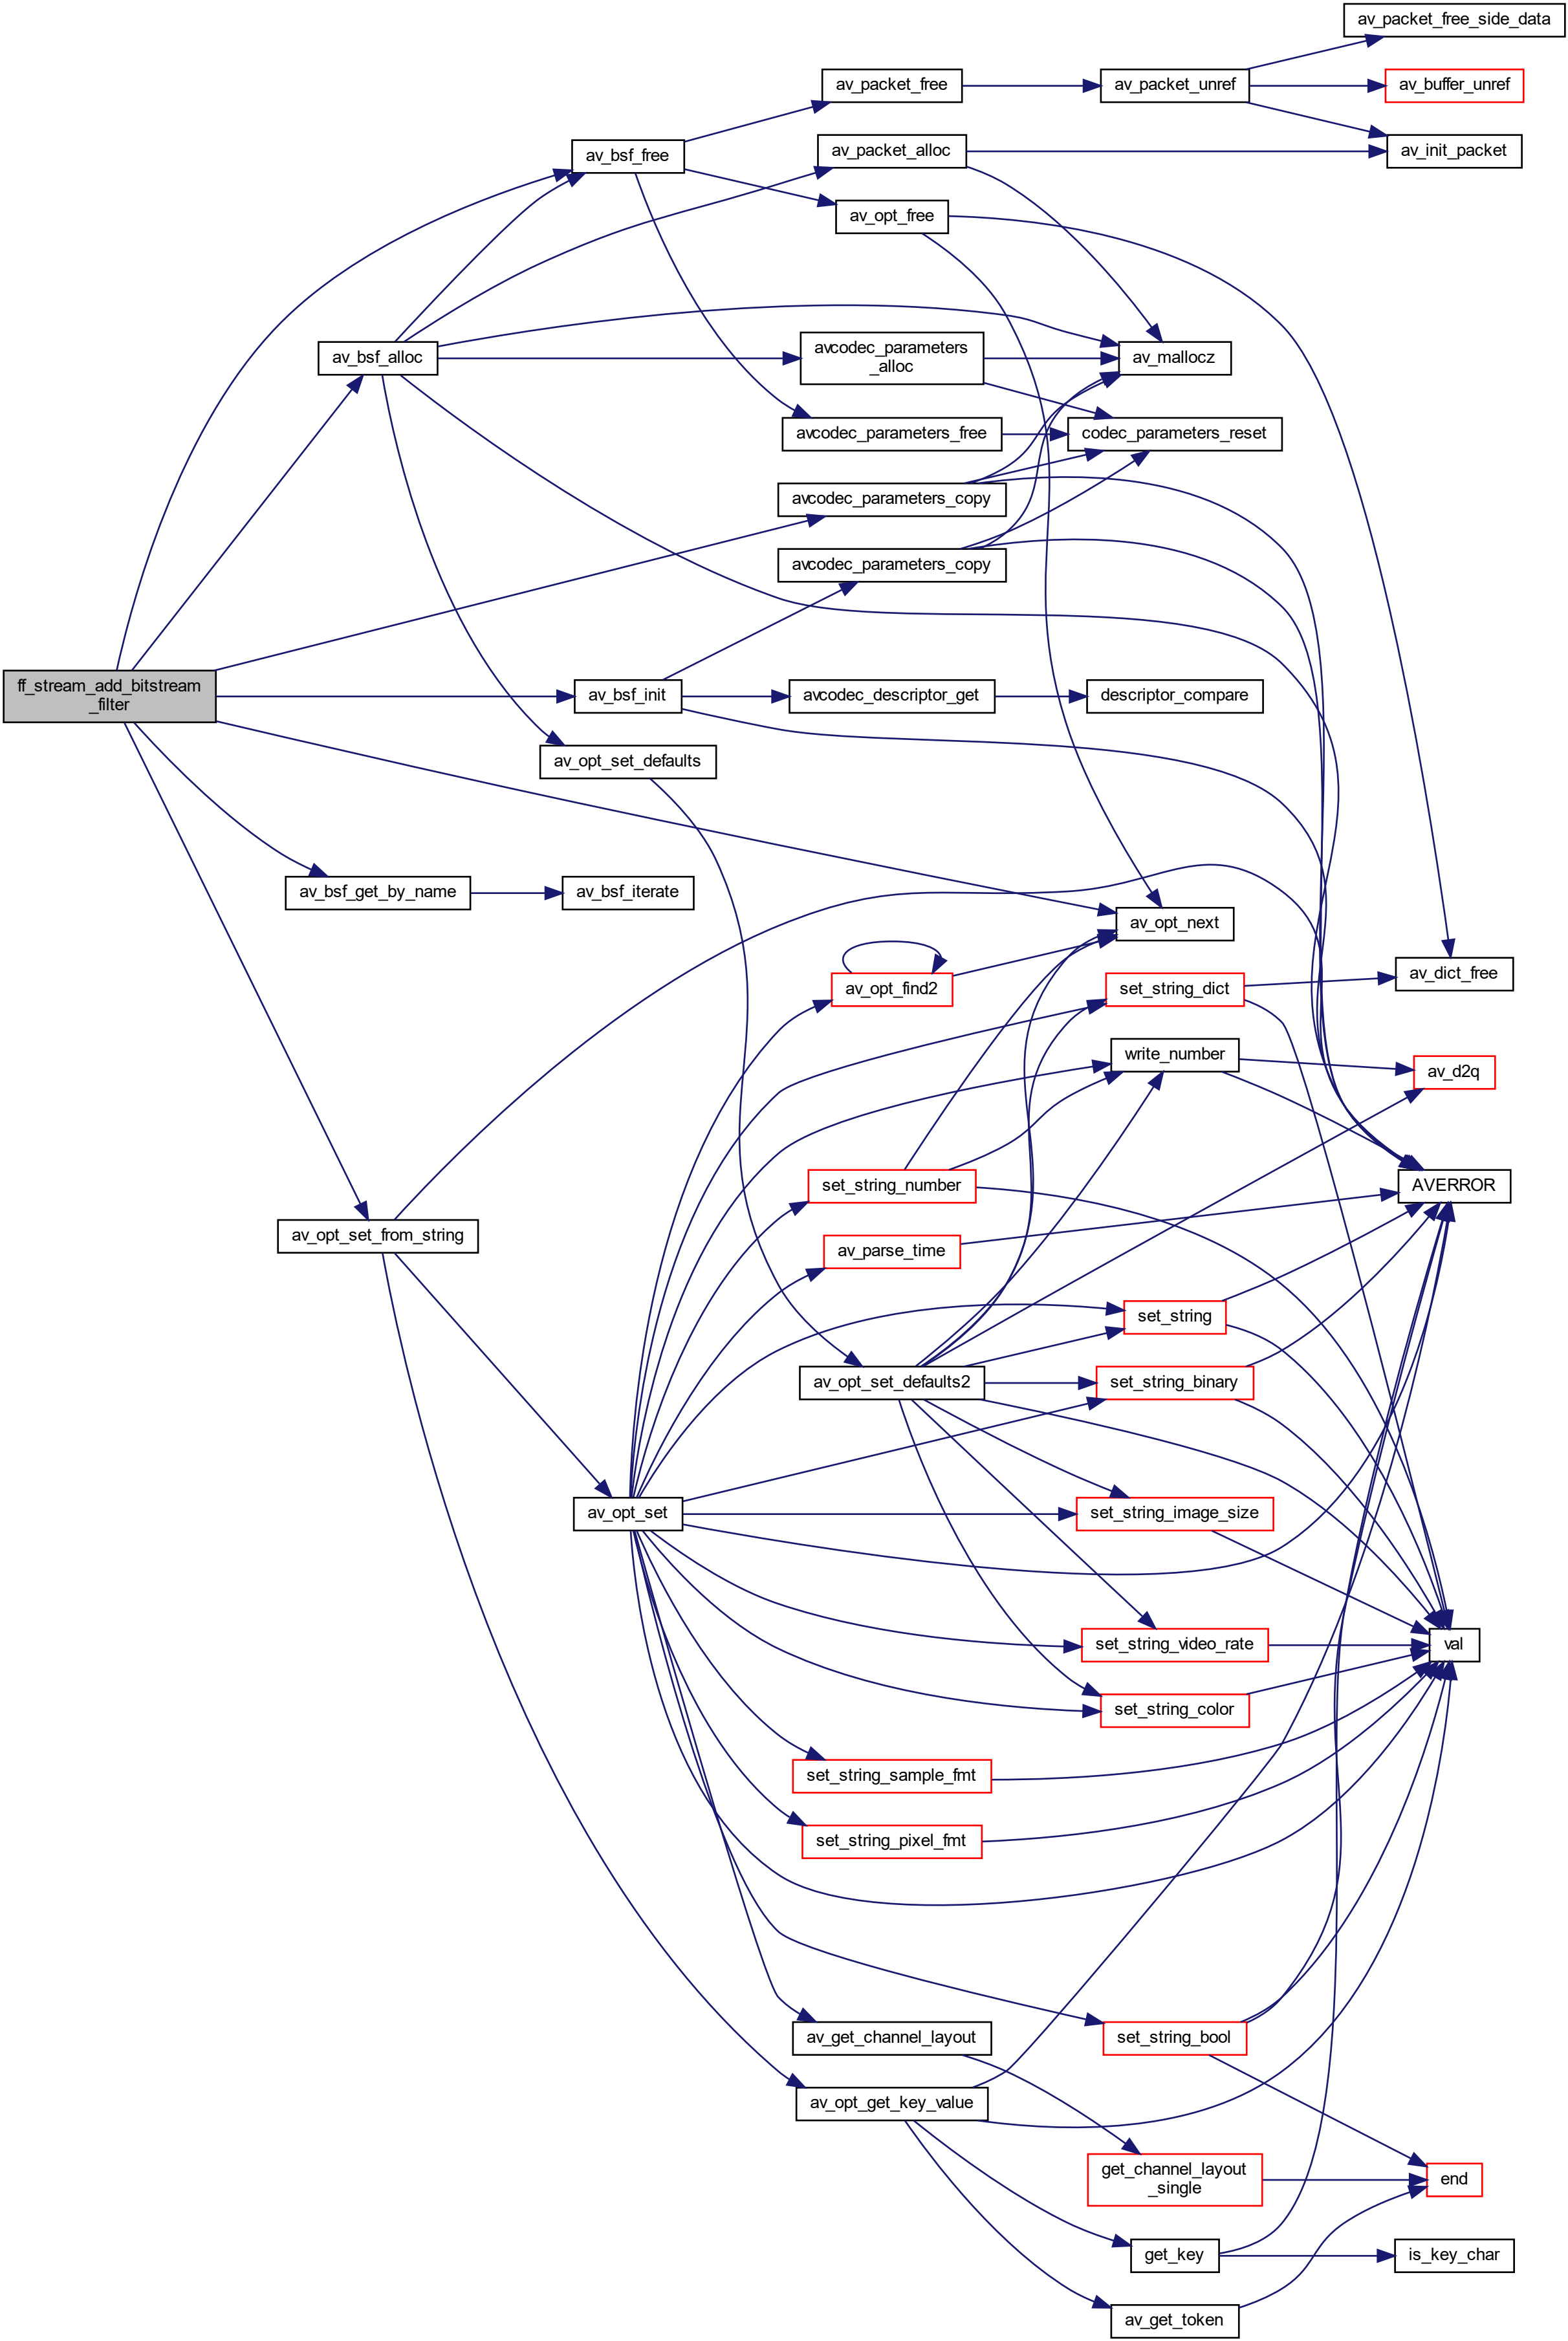 av_packet_free_side_data
av_packet_free
av_packet_unref
av_buffer_unref
av_bsf_free
av_packet_alloc
av_init_packet
av_opt_free
av_bsf_alloc
avcodec_parameters
_alloc
av_mallocz
avcodec_parameters_free
codec_parameters_reset
avcodec_parameters_copy
avcodec_parameters_copy
ff_stream_add_bitstream
_filter
av_bsf_init
avcodec_descriptor_get
descriptor_compare
av_opt_set_defaults
av_bsf_get_by_name
av_bsf_iterate
av_opt_next
av_opt_find2
set_string_dict
av_dict_free
write_number
av_d2q
set_string_number
AVERROR
av_opt_set_from_string
av_parse_time
set_string
av_opt_set_defaults2
set_string_binary
av_opt_set
set_string_image_size
set_string_video_rate
val
set_string_color
set_string_sample_fmt
set_string_pixel_fmt
av_get_channel_layout
set_string_bool
av_opt_get_key_value
get_channel_layout
_single
end
get_key
is_key_char
av_get_token